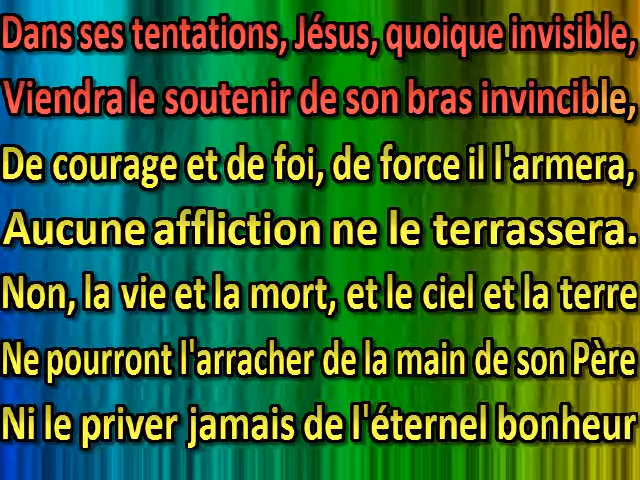 Dans ses tentations, Jésus, quoique invisible,
Viendra le soutenir de son bras invincible,
De courage et de foi, de force il l'armera,
Aucune affliction ne le terrassera.
Non, la vie et la mort, et le ciel et la terre
Ne pourront l'arracher de la main de son Père
Ni le priver jamais de l'éternel bonheur